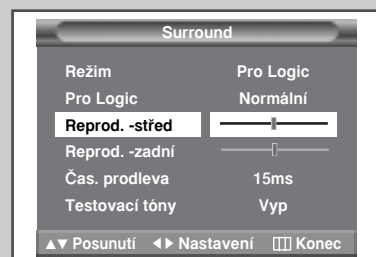 Surround
Režim Pro Logic
Pro Logic Normální
Reprod. -střed
Reprod. -zadní
Čas. prodleva 15ms
Testovací tóny Vyp
▲▼ Posunutí ◄► Nastavení Konec